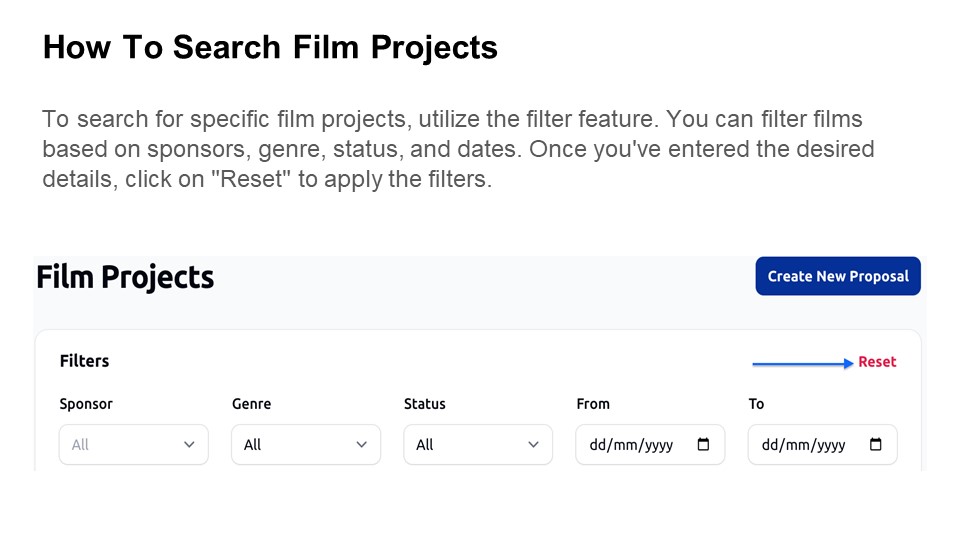 How To Search Film Projects
To search for specific film projects, utilize the filter feature. You can filter films
based on sponsors, genre, status, and dates. Once you've entered the desired
details, click on "Reset" to apply the filters.
Film Projects
Create New Proposal
Filters
Reset
Sponsor Genre Status From To
All All All dd/mm/yyyy dd/mm/yyyy